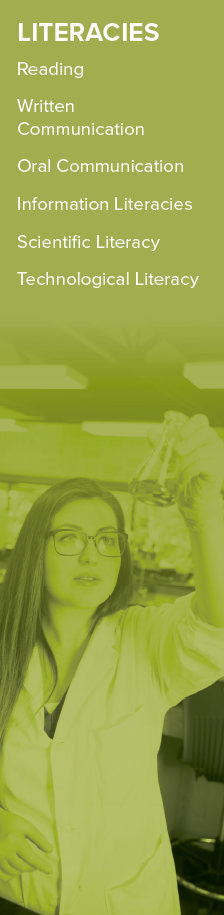 LITERACIES
Reading
Written
Communication
Oral Communication
Information Literacies
Scientific Literacy
Technological Literacy